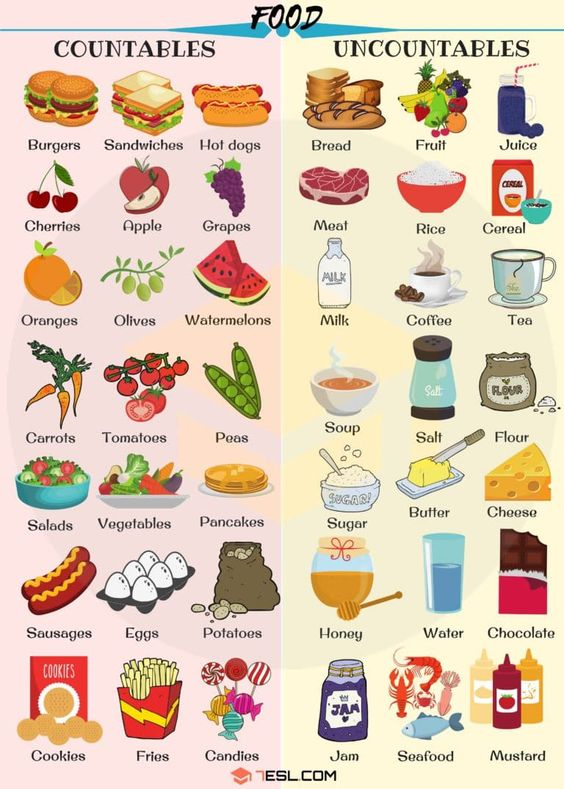 FOOD
COUNTABLES
UNCOUNTABLES
Burgers Sandwiches Hot dogs
Bread Fruit Juice
CEREAL
Cherries Apple Grapes
Meat Rice Cereal
MILK
Oranges Olives Watermelons
Milk Coffee Tea
Salt
FLOUR
Carrots Tomatoes Peas
Soup Salt Flour
SUGAR!
Salads Vegetables Pancakes
Sugar Butter Cheese
Sausages Eggs Potatoes
Honey Water Chocolate
COOKIES
JAM
Cookies Fries Candies
Jam Seafood Mustard
7ESL.COM